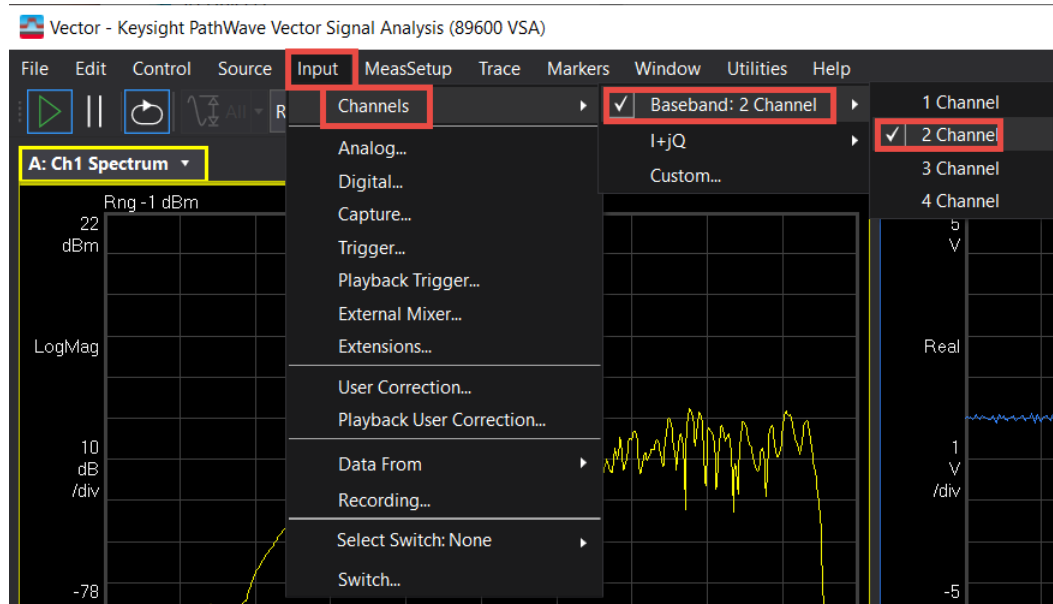 Vector - Keysight PathWave Vector Signal Analysis (89600 VSA)
File Edit Control Source Input MeasSetup Trace Markers Window Utilities Help
All R
Channels
Analog...
Digital...
Capture...
Trigger...
Playback Trigger...
External Mixer...
Extensions...
User Correction...
Playback User Correction...
Data From
Recording...
Select Switch: None
Switch...
Baseband: 2 Channel
I+jQ
Custom...
1 Channel
2 Channel
3 Channel
4 Channel
A: Ch1 Spectrum
Rng -1 dBm
22
dBm
LogMag
10
dB
/div
-78
5
V
Real
1
V
/div
-5